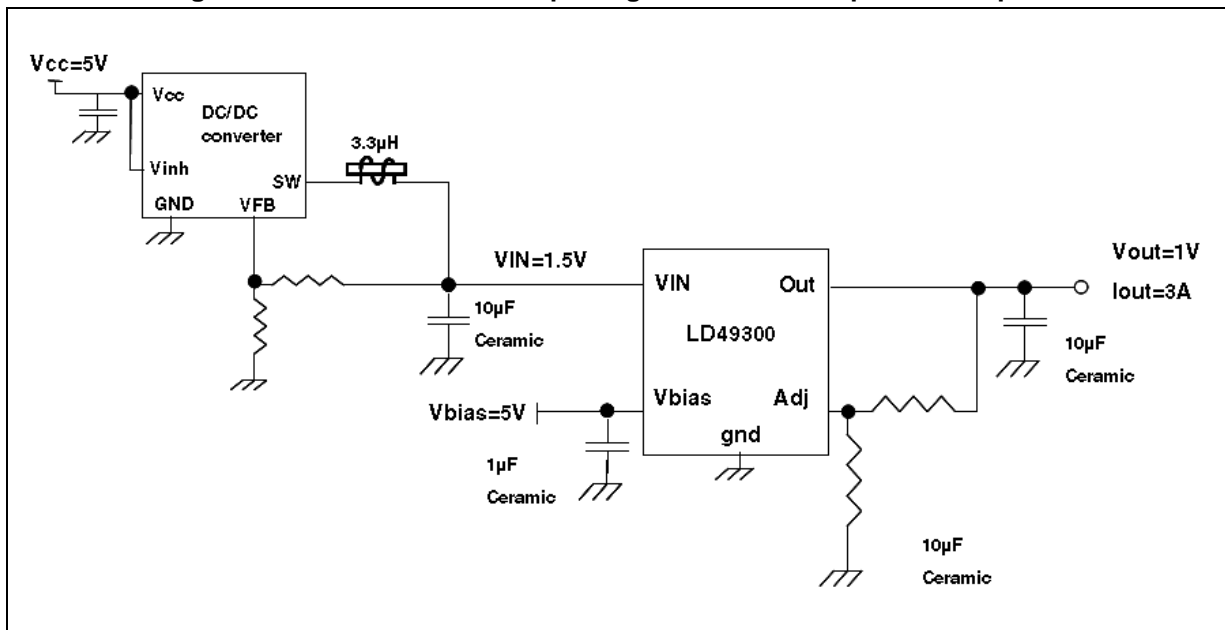 Vcc=5V
Vcc
DC/DC
converter
3.3µH
Vinh
SW
GND
VFB
VIN=1.5V
Vout=1V
VIN
Out
Iout=3A
10µF
Ceramic
LD49300
10µF
Ceramic
Vbias=5V
Vbias
Adj
gnd
1µF
Ceramic
10µF
Ceramic